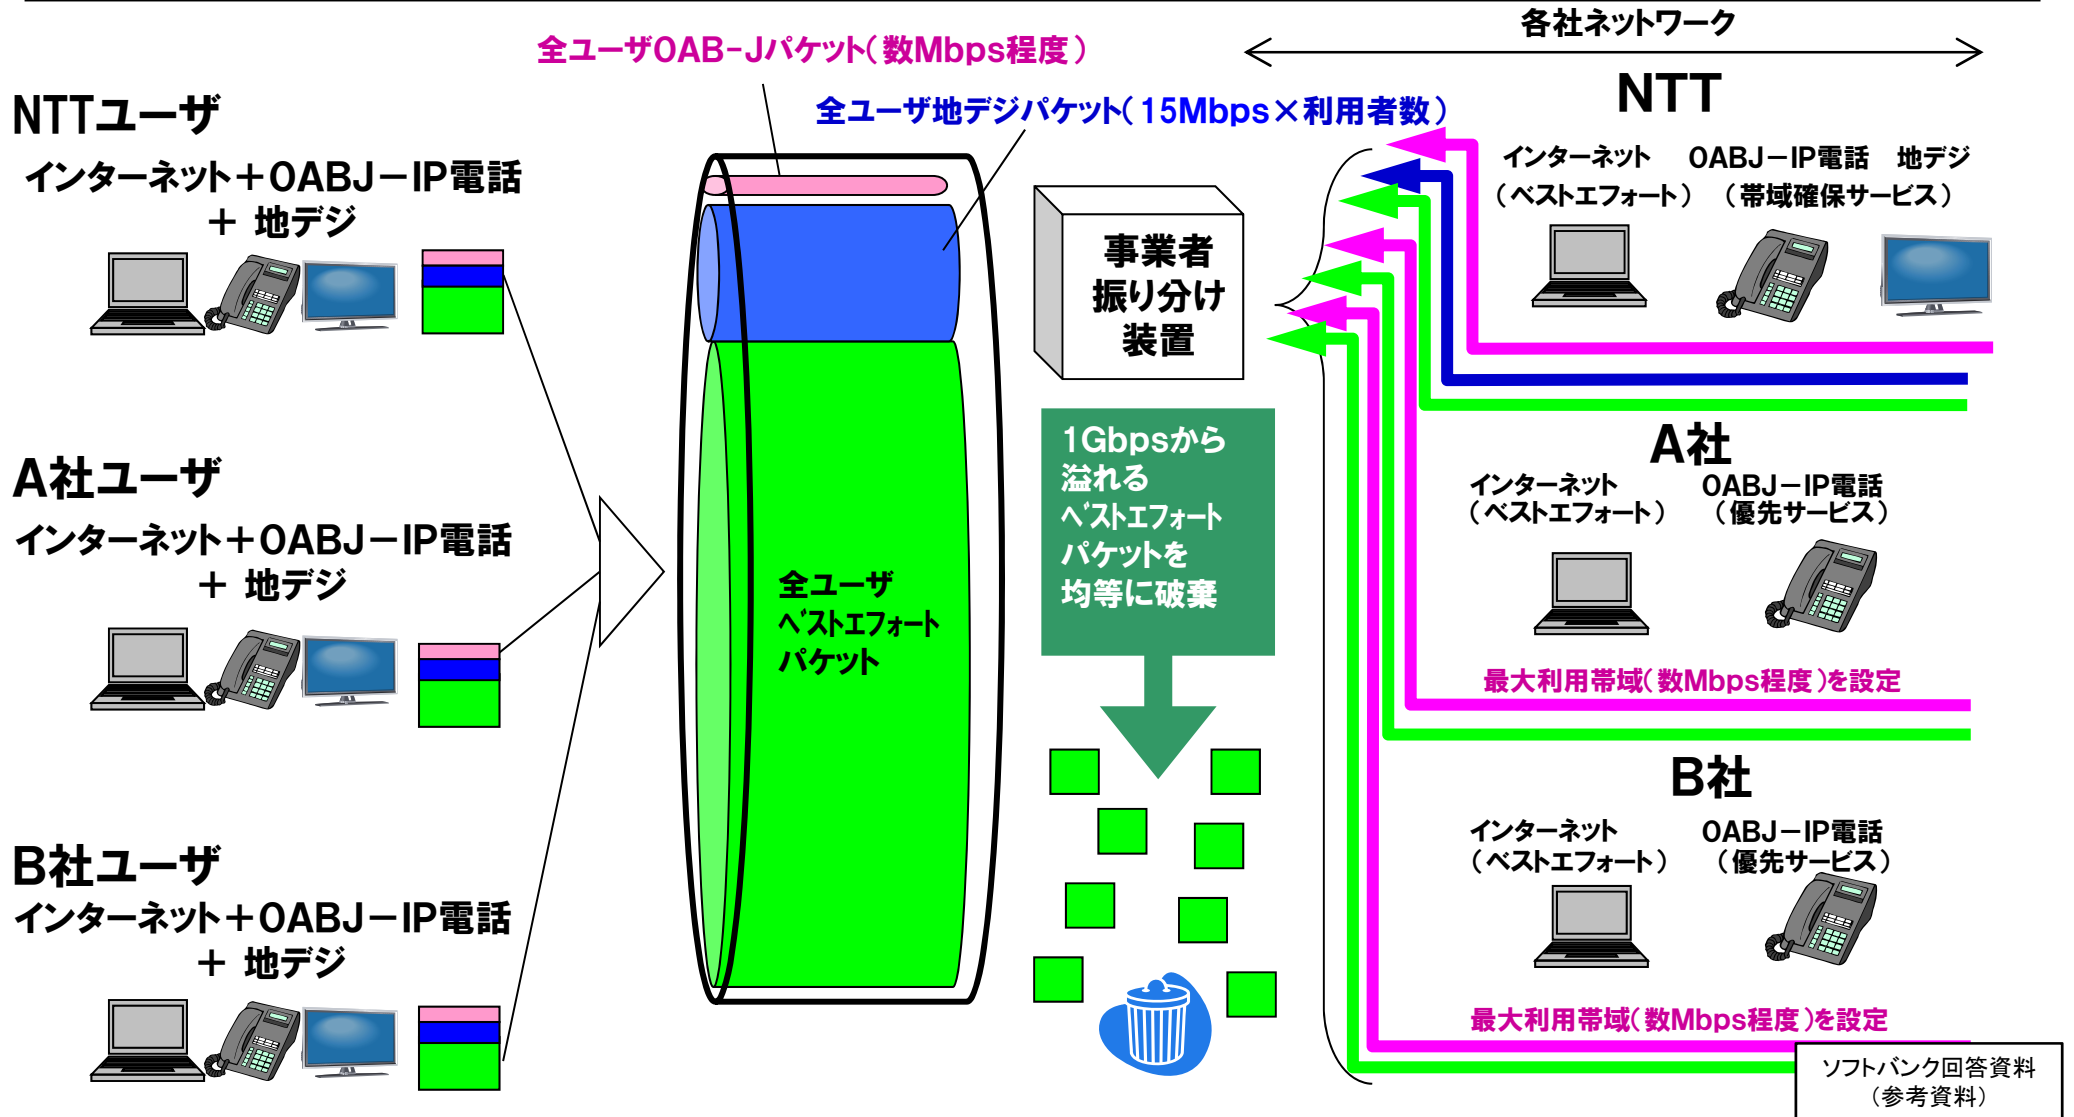 各社ネットワーク
全ユーザOAB-Jパケット(数Mbps程度)
全ユーザ地デジパケット(15Mbps×利用者数)
NTTユーザ
インターネット+OABJ-IP電話
+ 地デジ
A社ユーザ
インターネット+OABJ-IP電話
+ 地デジ
B社ユーザ
インターネット+OABJ-IP電話
+ 地デジ
全ユーザ
ベストエフォート
パケット
事業者
振り分け
装置
1Gbpsから
溢れる
ベストエフォート
パケットを
均等に破棄
NTT
インターネット OABJ-IP電話 地デジ
(ベストエフォート) (帯域確保サービス)
A社
インターネット OABJ-IP電話
(ベストエフォート) (優先サービス)
最大利用帯域(数Mbps程度)を設定
B社
インターネット OABJ-IP電話
(ベストエフォート) (優先サービス)
最大利用帯域(数Mbps程度)を設定
ソフトバンク回答資料
(参考資料)